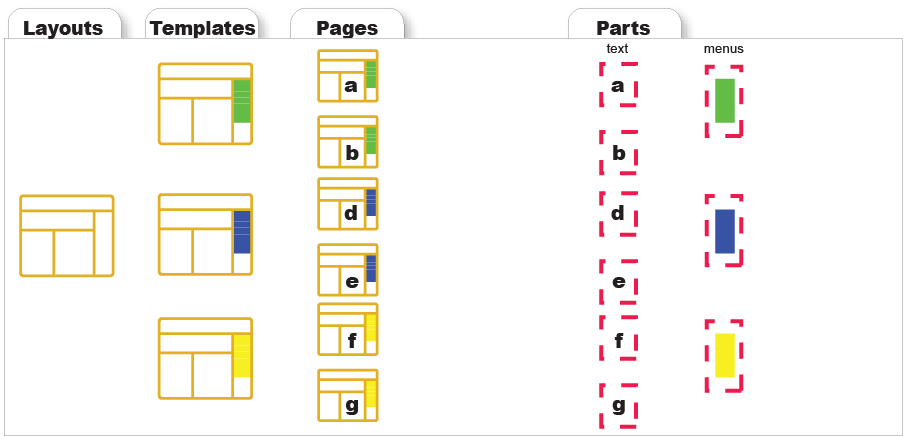 Layouts Templates Pages Parts
text menus
a a
b b
d d
e e
f f
g g